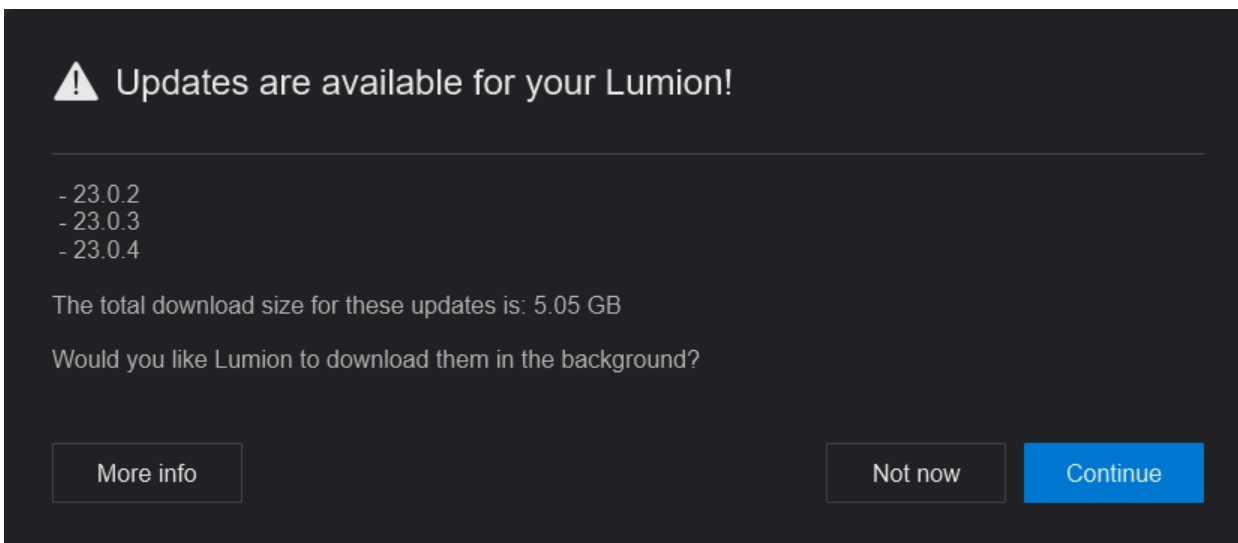 Updates are available for your Lumion!
- 23.0.2
- 23.0.3
- 23.0.4
The total download size for these updates is: 5.05 GB
Would you like Lumion to download them in the background?
More info
Not now
Continue